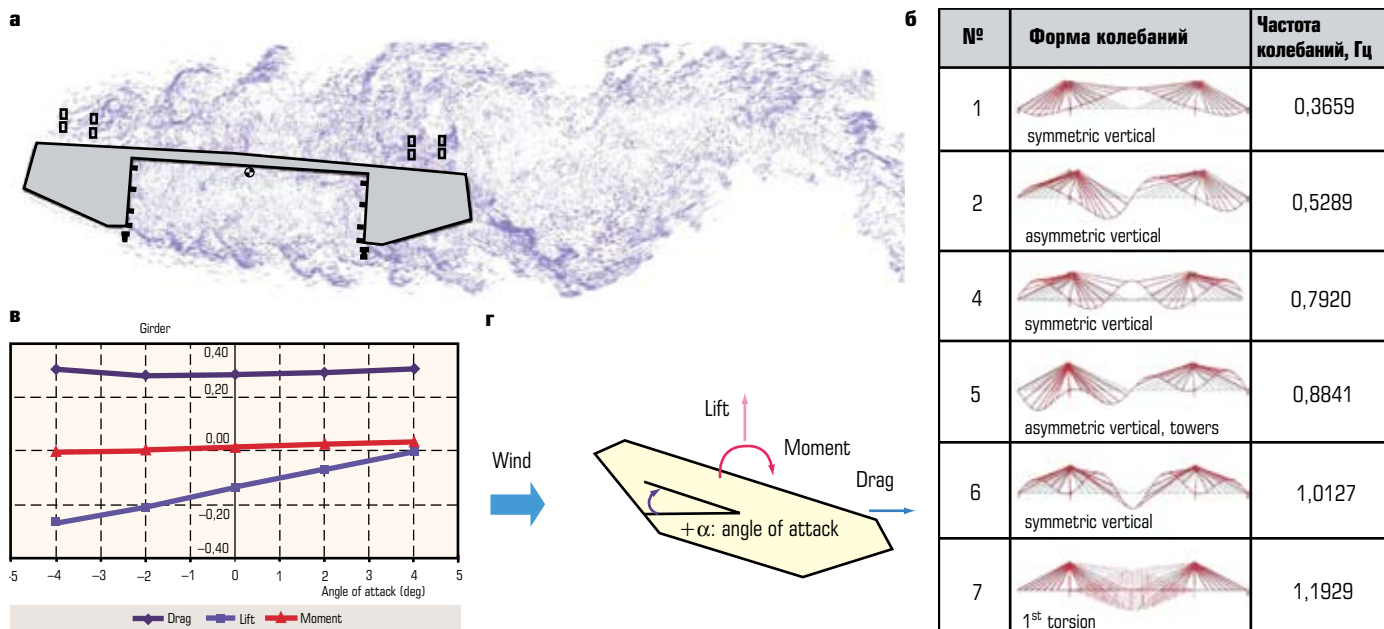 а
б
№ Форма колебаний Частота колебаний, Гц
1 symmetric vertical 0,3659
2 asymmetric vertical 0,5289
4 symmetric vertical 0,7920
5 asymmetric vertical, towers 0,8841
6 symmetric vertical 1,0127
7 1st torsion 1,1929
в
Girder
0,40
0,20
0,00
–0,20
–0,40
-5 –4 –3 –2 –1 0 1 2 3 4 5
Angle of attack (deg)
Drag Lift Moment
г
Lift
Moment
Wind
Drag
+α: angle of attack